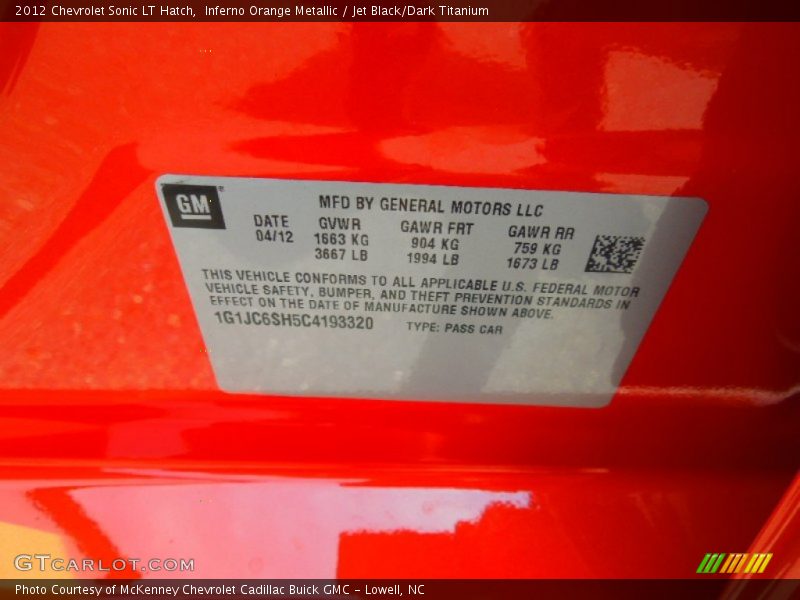 2012 Chevrolet Sonic LT Hatch, Inferno Orange Metallic / Jet Black/Dark Titanium
GM
MFD BY GENERAL MOTORS LLC
DATE GVWR GAWR FRT GAWR RR
04/12 1663 KG 904 KG 759 KG
3667 LB 1994 LB 1673 LB
THIS VEHICLE CONFORMS TO ALL APPLICABLE U.S. FEDERAL MOTOR
VEHICLE SAFETY, BUMPER, AND THEFT PREVENTION STANDARDS IN
EFFECT ON THE DATE OF MANUFACTURE SHOWN ABOVE.
1G1JC6SH5C4193320 TYPE: PASS CAR
GTCARLOT.COM
Photo Courtesy of McKenney Chevrolet Cadillac Buick GMC – Lowell, NC